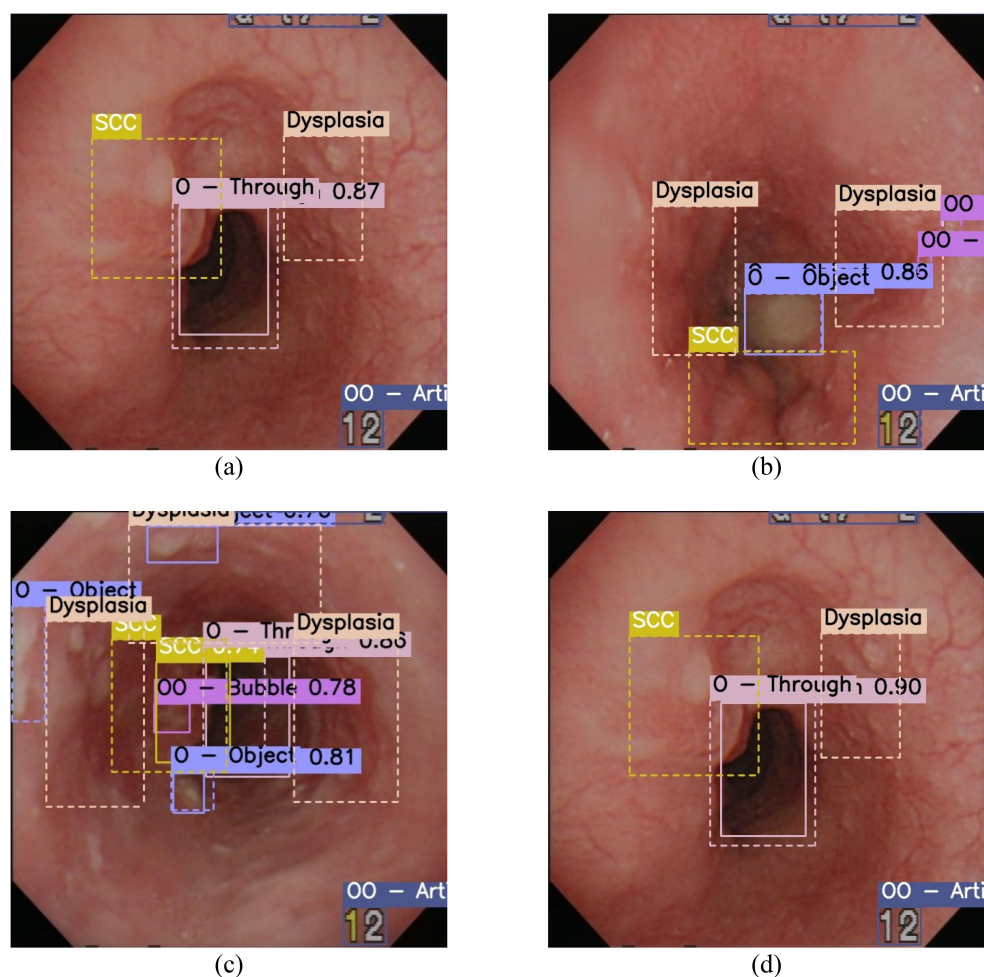 SCC
Dysplasia
O - Through 0.87
OO - Arti
12
(a)
Dysplasia
Dysplasia
OO
OO -
O - Object 0.86
SCC
OO - Arti
12
(b)
Dysplasia
O - Object
Dysplasia
SCC
Dysplasia
O - Thr
0.86
SCC 0.74
OO - Bubble 0.78
O - Object 0.81
OO - Arti
12
(c)
SCC
Dysplasia
O - Through 0.90
OO - Arti
12
(d)